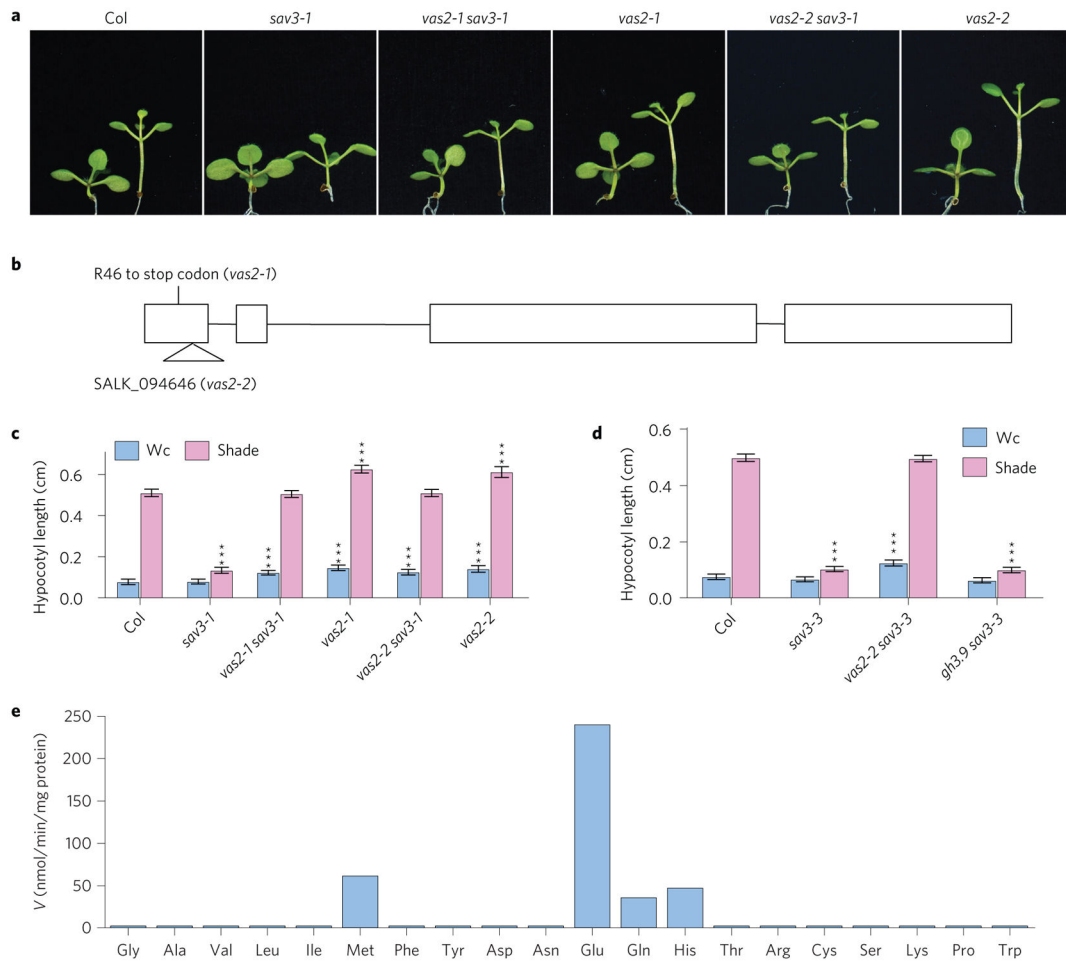 a
Col sav3-1 vas2-1 sav3-1 vas2-1 vas2-2 sav3-1 vas2-2
b
R46 to stop codon (vas2-1)
SALK_094646 (vas2-2)
c
Wc Shade
***
Hypocotyl length (cm)
0.6
0.4
0.2
0.0
*** *** *** *** *** *** ***
Col sav3-1 vas2-1 sav3-1 vas2-1 vas2-2 sav3-1 vas2-2
d
Wc
Shade
Hypocotyl length (cm)
0.6
0.4
0.2
0.0
*** *** ***
Col sav3-3 vas2-2 sav3-3 gh3.9 sav3-3
e
V (nmol/min/mg protein)
250
200
150
100
50
0
Gly Ala Val Leu Ile Met Phe Tyr Asp Asn Glu Gln His Thr Arg Cys Ser Lys Pro Trp